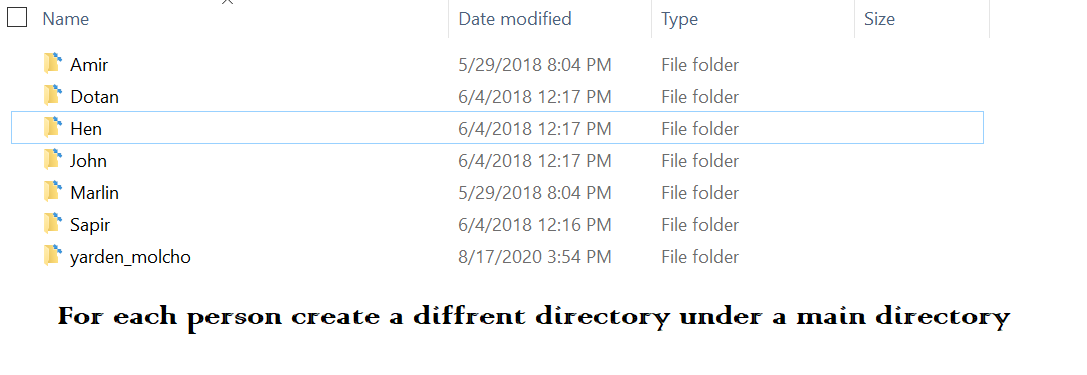 Name Date modified Type Size
Amir 5/29/2018 8:04 PM File folder
Dotan 6/4/2018 12:17 PM File folder
Hen 6/4/2018 12:17 PM File folder
John 6/4/2018 12:17 PM File folder
Marlin 5/29/2018 8:04 PM File folder
Sapir 6/4/2018 12:16 PM File folder
yarden_molcho 8/17/2020 3:54 PM File folder
For each person create a diffrent directory under a main directory